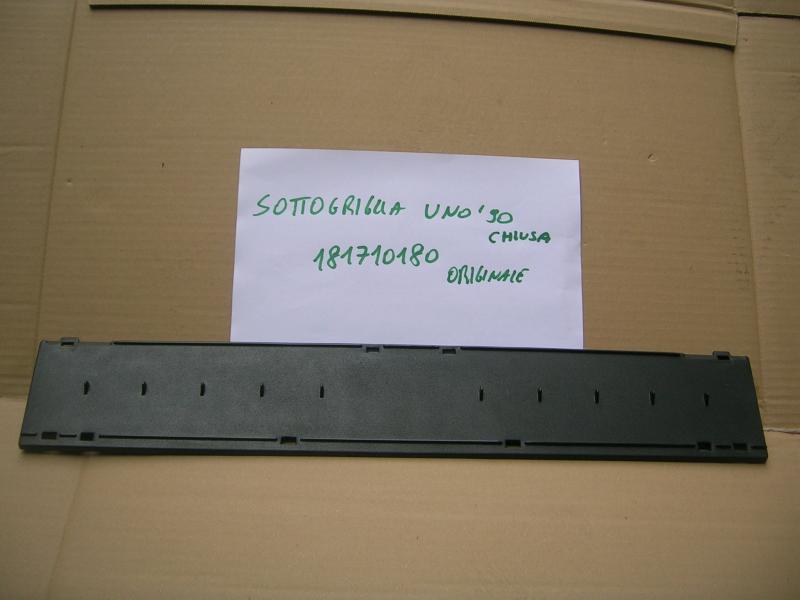 SOTTOGRIGLIA UNO '90
CHIUSA
181710180
ORIGINALE